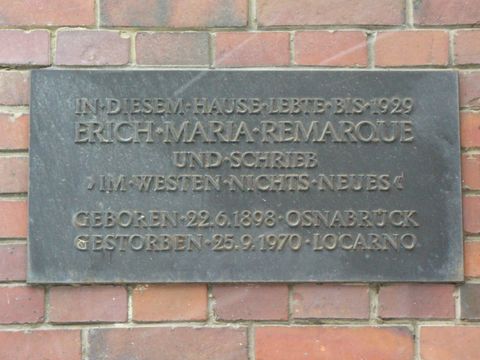 IN·DIESEM·HAUSE·LEBTE·BIS·1929
ERICH·MARIA·REMARQUE
UND·SCHRIEB
›IM·WESTEN·NICHTS·NEUES‹
GEBOREN·22.6.1898·OSNABRÜCK
GESTORBEN·25.9.1970·LOCARNO